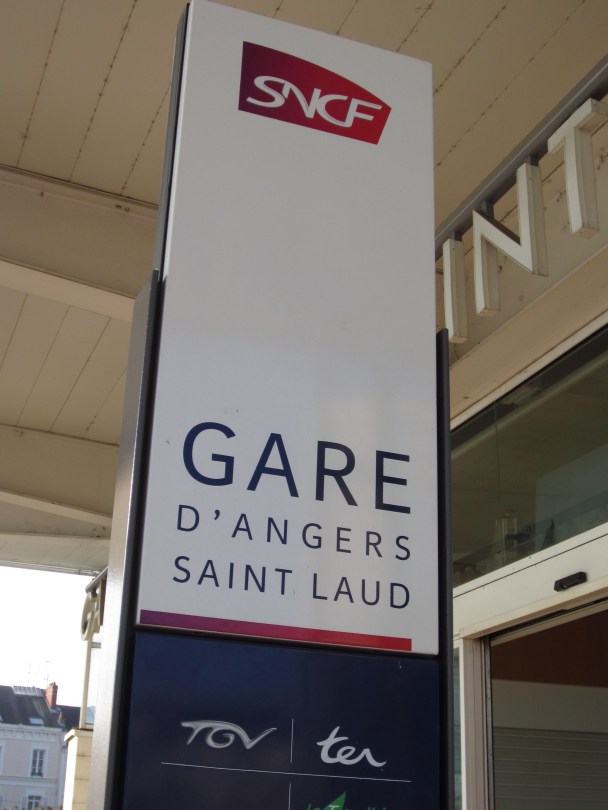 SNCF
INT
GARE
D'ANGERS
SAINT LAUD
TGV
ter